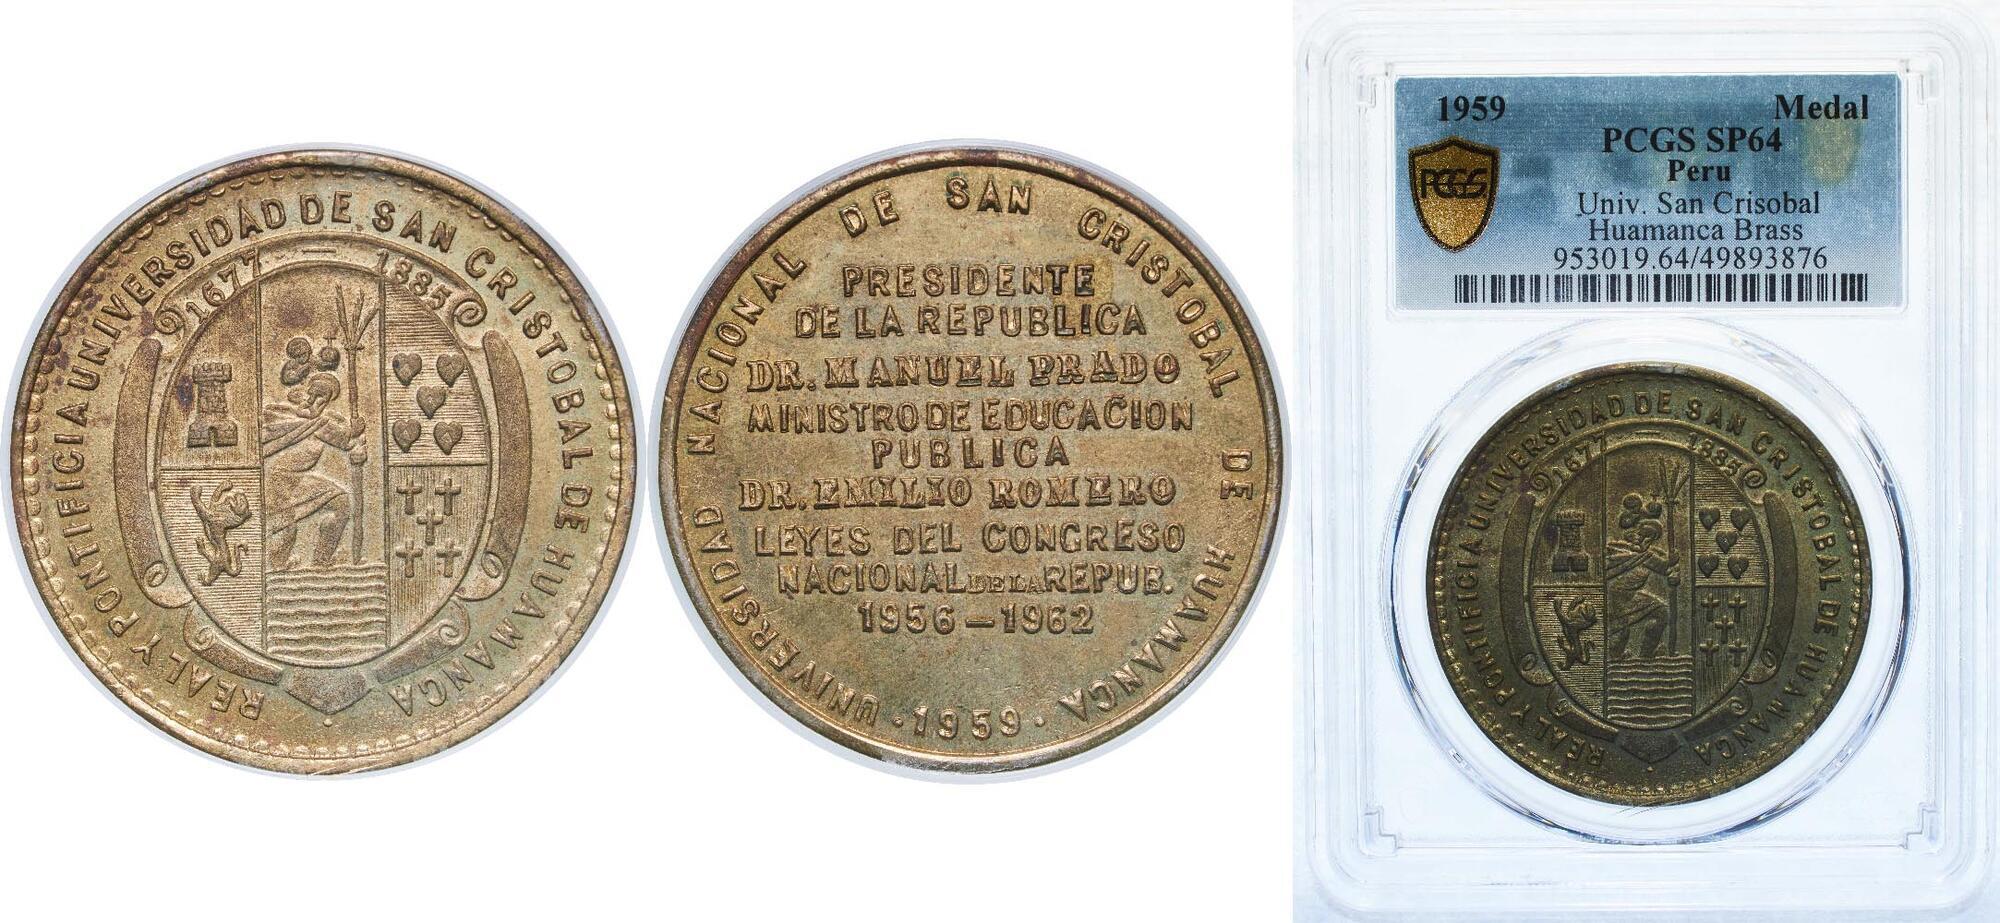 REAL Y PONTIFICIA UNIVERSIDAD DE SAN CRISTOBAL DE HUAMANGA
1677 — 1885
UNIVERSIDAD NACIONAL DE SAN CRISTOBAL DE HUAMANGA
PRESIDENTE
DE LA REPUBLICA
DR. MANUEL PRADO
MINISTRO DE EDUCACION
PUBLICA
DR. EMILIO ROMERO
LEYES DEL CONGRESO
NACIONAL DE LA REPUB.
1956 — 1962
· 1959 ·
1959 Medal
PCGS SP64
PCGS
Peru
Univ. San Crisobal
Huamanca Brass
953019.64/49893876
REAL Y PONTIFICIA UNIVERSIDAD DE SAN CRISTOBAL DE HUAMANGA
1677 — 1885